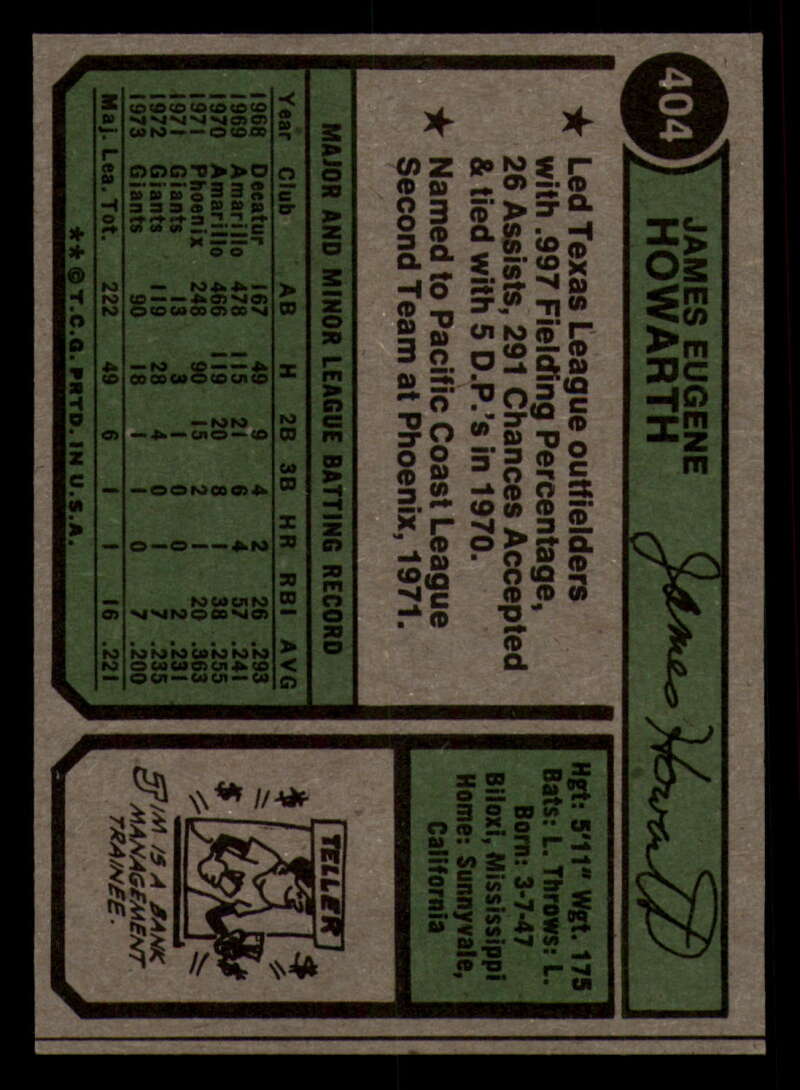 404
JAMES EUGENE
HOWARTH
James Howarth
★ Led Texas League outfielders
with .997 Fielding Percentage,
26 Assists, 291 Chances Accepted
& tied with 5 D.P.'s in 1970.
★ Named to Pacific Coast League
Second Team at Phoenix, 1971.
MAJOR AND MINOR LEAGUE BATTING RECORD
Year Club AB H 2B 3B HR RBI AVG
1968 Decatur 167 49 9 4 2 26 .293
1969 Amarillo 478 115 21 6 4 57 .241
1970 Amarillo 466 119 20 8 1 38 .255
1971 Phoenix 248 90 15 2 1 20 .363
1971 Giants 13 3 1 0 0 2 .231
1972 Giants 119 28 4 0 1 7 .235
1973 Giants 90 18 1 1 0 7 .200
Maj. Lea. Tot. 222 49 6 1 1 16 .221
**©T.C.G. PRTD. IN U.S.A.
Hgt: 5'11" Wgt. 175
Bats: L. Throws: L.
Born: 3-7-47
Biloxi, Mississippi
Home: Sunnyvale,
California
TELLER
$ $ $ $
JIM IS A BANK
MANAGEMENT
TRAINEE.